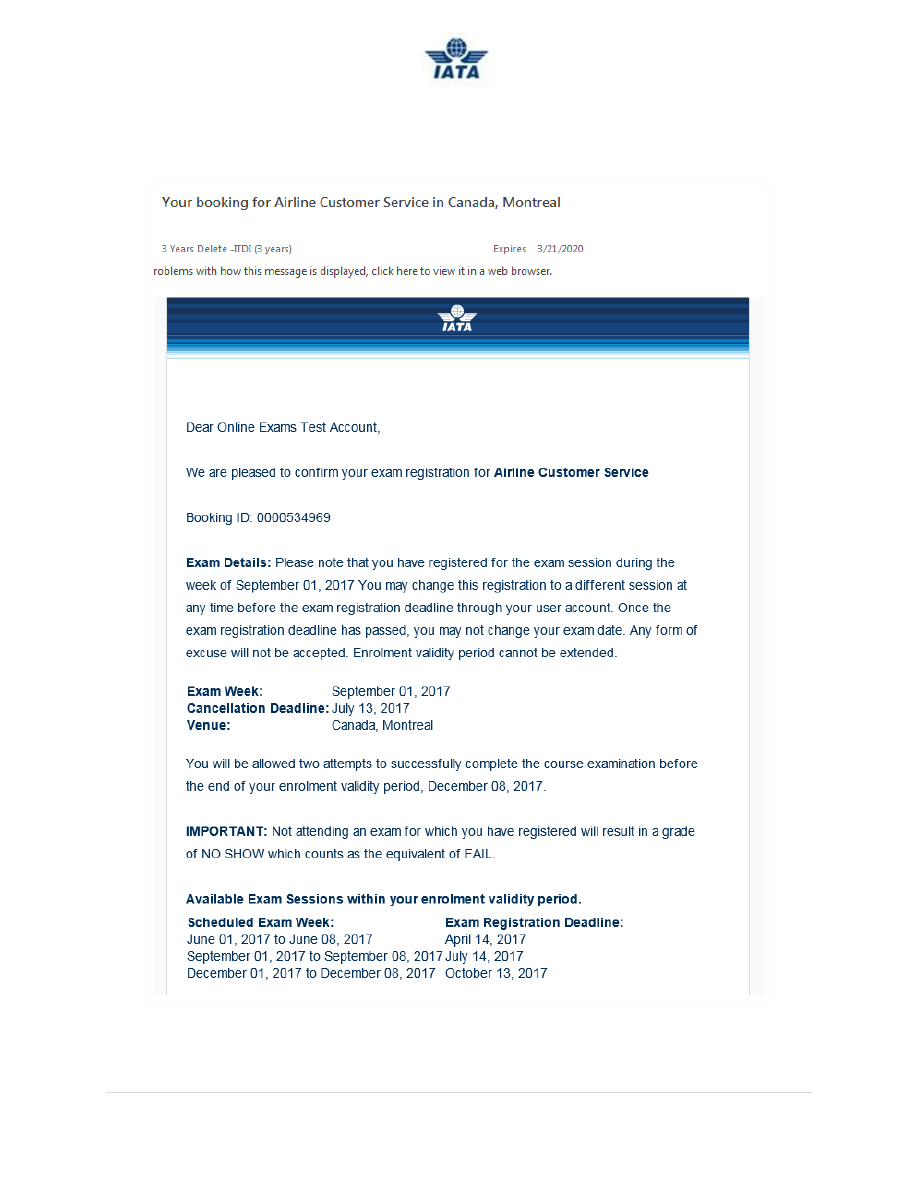 IATA
Your booking for Airline Customer Service in Canada, Montreal
3 Years Delete -ITDI (3 years) Expires 3/21/2020
roblems with how this message is displayed, click here to view it in a web browser.
IATA
Dear Online Exams Test Account,
We are pleased to confirm your exam registration for Airline Customer Service
Booking ID: 0000534969
Exam Details: Please note that you have registered for the exam session during the
week of September 01, 2017 You may change this registration to a different session at
any time before the exam registration deadline through your user account. Once the
exam registration deadline has passed, you may not change your exam date. Any form of
excuse will not be accepted. Enrolment validity period cannot be extended.
Exam Week: September 01, 2017
Cancellation Deadline: July 13, 2017
Venue: Canada, Montreal
You will be allowed two attempts to successfully complete the course examination before
the end of your enrolment validity period, December 08, 2017.
IMPORTANT: Not attending an exam for which you have registered will result in a grade
of NO SHOW which counts as the equivalent of FAIL.
Available Exam Sessions within your enrolment validity period.
Scheduled Exam Week: Exam Registration Deadline:
June 01, 2017 to June 08, 2017 April 14, 2017
September 01, 2017 to September 08, 2017 July 14, 2017
December 01, 2017 to December 08, 2017 October 13, 2017